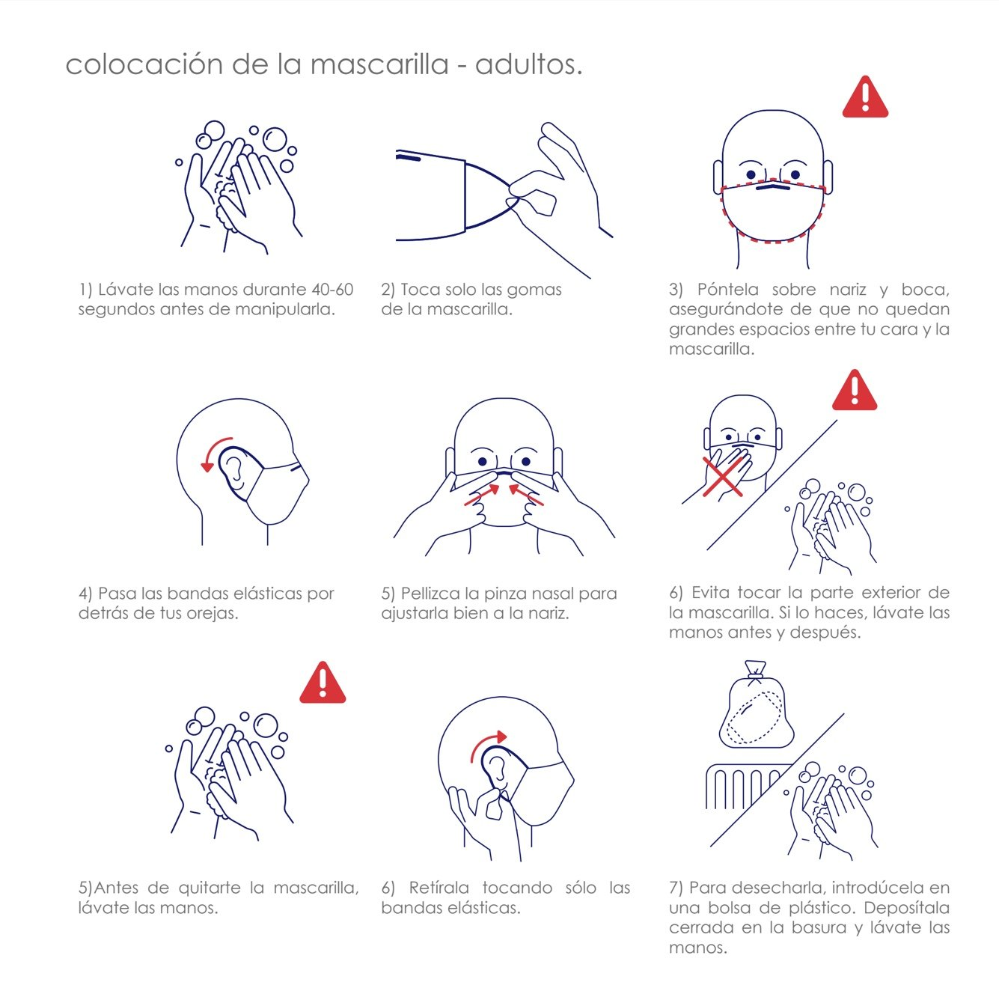 colocación de la mascarilla - adultos.
1) Lávate las manos durante 40-60
segundos antes de manipularla.
2) Toca solo las gomas
de la mascarilla.
3) Póntela sobre nariz y boca,
asegurándote de que no quedan
grandes espacios entre tu cara y la
mascarilla.
4) Pasa las bandas elásticas por
detrás de tus orejas.
5) Pellizca la pinza nasal para
ajustarla bien a la nariz.
6) Evita tocar la parte exterior de
la mascarilla. Si lo haces, lávate las
manos antes y después.
5)Antes de quitarte la mascarilla,
lávate las manos.
6) Retírala tocando sólo las
bandas elásticas.
7) Para desecharla, introdúcela en
una bolsa de plástico. Deposítala
cerrada en la basura y lávate las
manos.